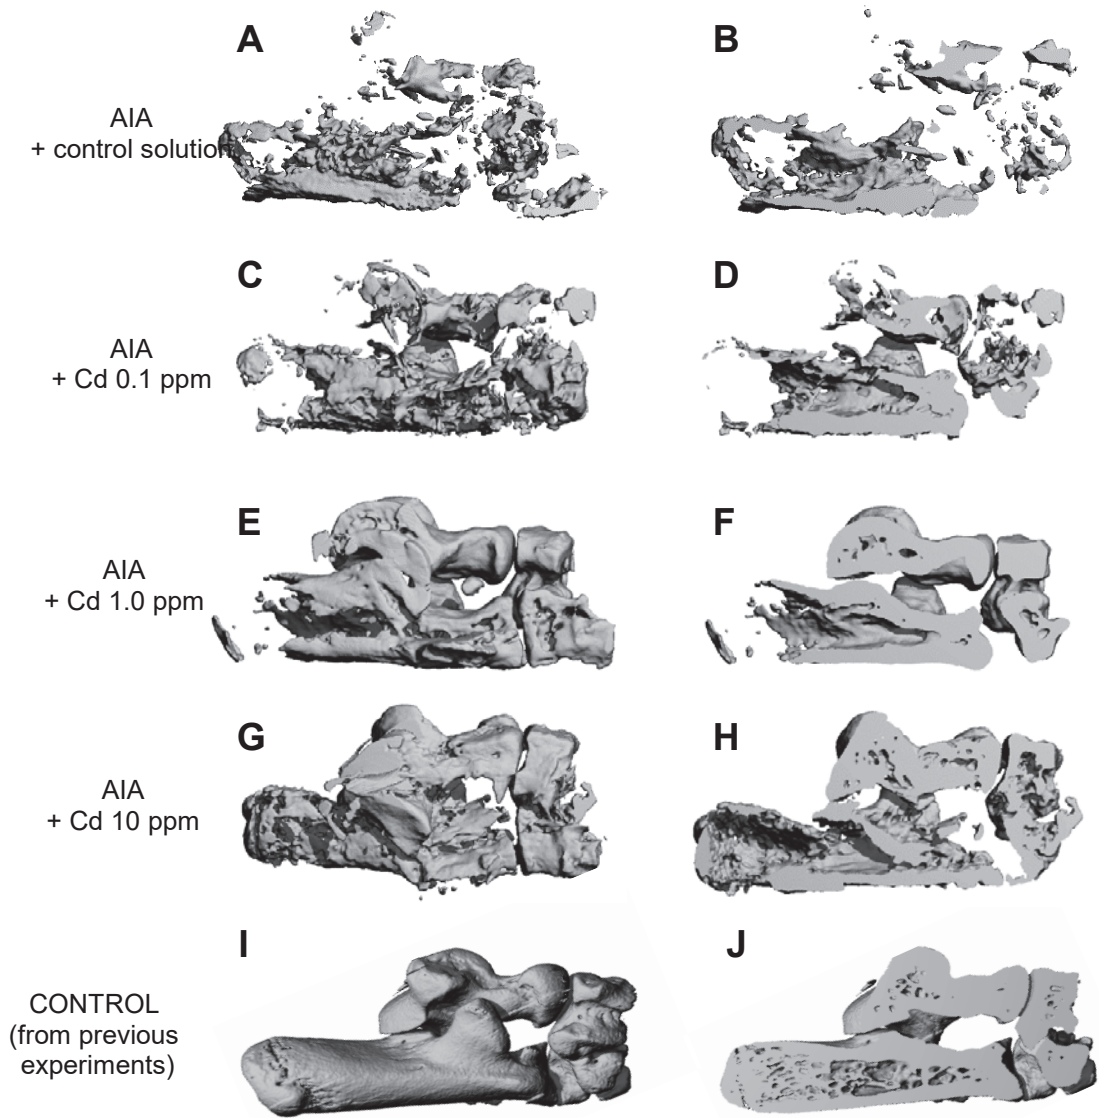 A
B
AIA
+ control solution
C
D
AIA
+ Cd 0.1 ppm
E
F
AIA
+ Cd 1.0 ppm
G
H
AIA
+ Cd 10 ppm
I
J
CONTROL
(from previous
experiments)